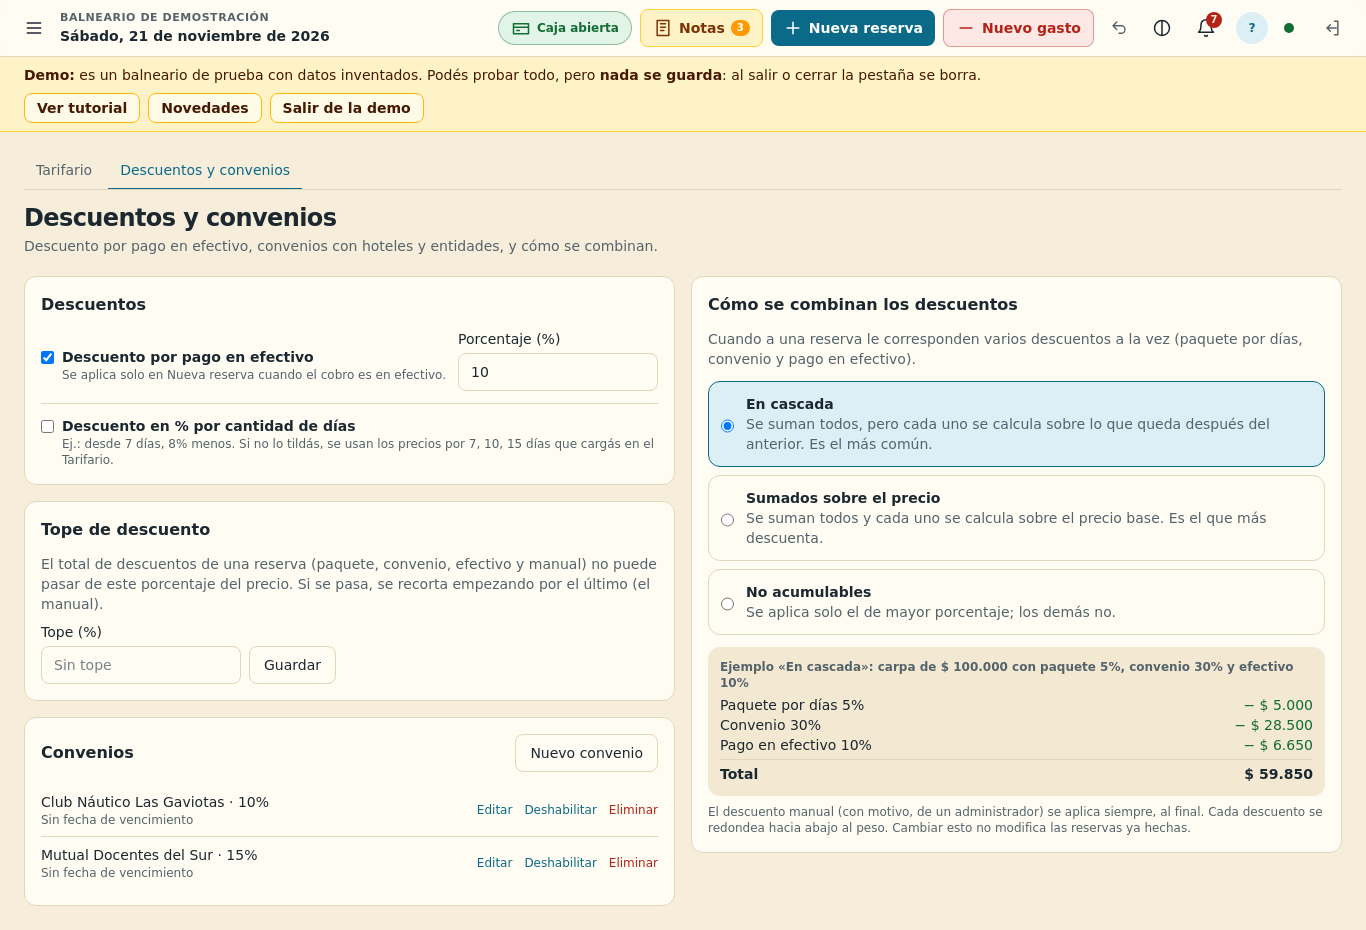 BALNEARIO DE DEMOSTRACIÓN
Sábado, 21 de noviembre de 2026
Caja abierta
Notas 3
Nueva reserva
Nuevo gasto
7
?
Demo: es un balneario de prueba con datos inventados. Podés probar todo, pero nada se guarda: al salir o cerrar la pestaña se borra.
Ver tutorial
Novedades
Salir de la demo
Tarifario
Descuentos y convenios
Descuentos y convenios
Descuento por pago en efectivo, convenios con hoteles y entidades, y cómo se combinan.
Descuentos
Porcentaje (%)
Descuento por pago en efectivo
Se aplica solo en Nueva reserva cuando el cobro es en efectivo.
10
Descuento en % por cantidad de días
Ej.: desde 7 días, 8% menos. Si no lo tildás, se usan los precios por 7, 10, 15 días que cargás en el
Tarifario.
Tope de descuento
El total de descuentos de una reserva (paquete, convenio, efectivo y manual) no puede
pasar de este porcentaje del precio. Si se pasa, se recorta empezando por el último (el
manual).
Tope (%)
Sin tope
Guardar
Convenios
Nuevo convenio
Club Náutico Las Gaviotas · 10%
Sin fecha de vencimiento
Editar Deshabilitar Eliminar
Mutual Docentes del Sur · 15%
Sin fecha de vencimiento
Editar Deshabilitar Eliminar
Cómo se combinan los descuentos
Cuando a una reserva le corresponden varios descuentos a la vez (paquete por días,
convenio y pago en efectivo).
En cascada
Se suman todos, pero cada uno se calcula sobre lo que queda después del
anterior. Es el más común.
Sumados sobre el precio
Se suman todos y cada uno se calcula sobre el precio base. Es el que más
descuenta.
No acumulables
Se aplica solo el de mayor porcentaje; los demás no.
Ejemplo «En cascada»: carpa de $ 100.000 con paquete 5%, convenio 30% y efectivo
10%
Paquete por días 5% − $ 5.000
Convenio 30% − $ 28.500
Pago en efectivo 10% − $ 6.650
Total $ 59.850
El descuento manual (con motivo, de un administrador) se aplica siempre, al final. Cada descuento se
redondea hacia abajo al peso. Cambiar esto no modifica las reservas ya hechas.